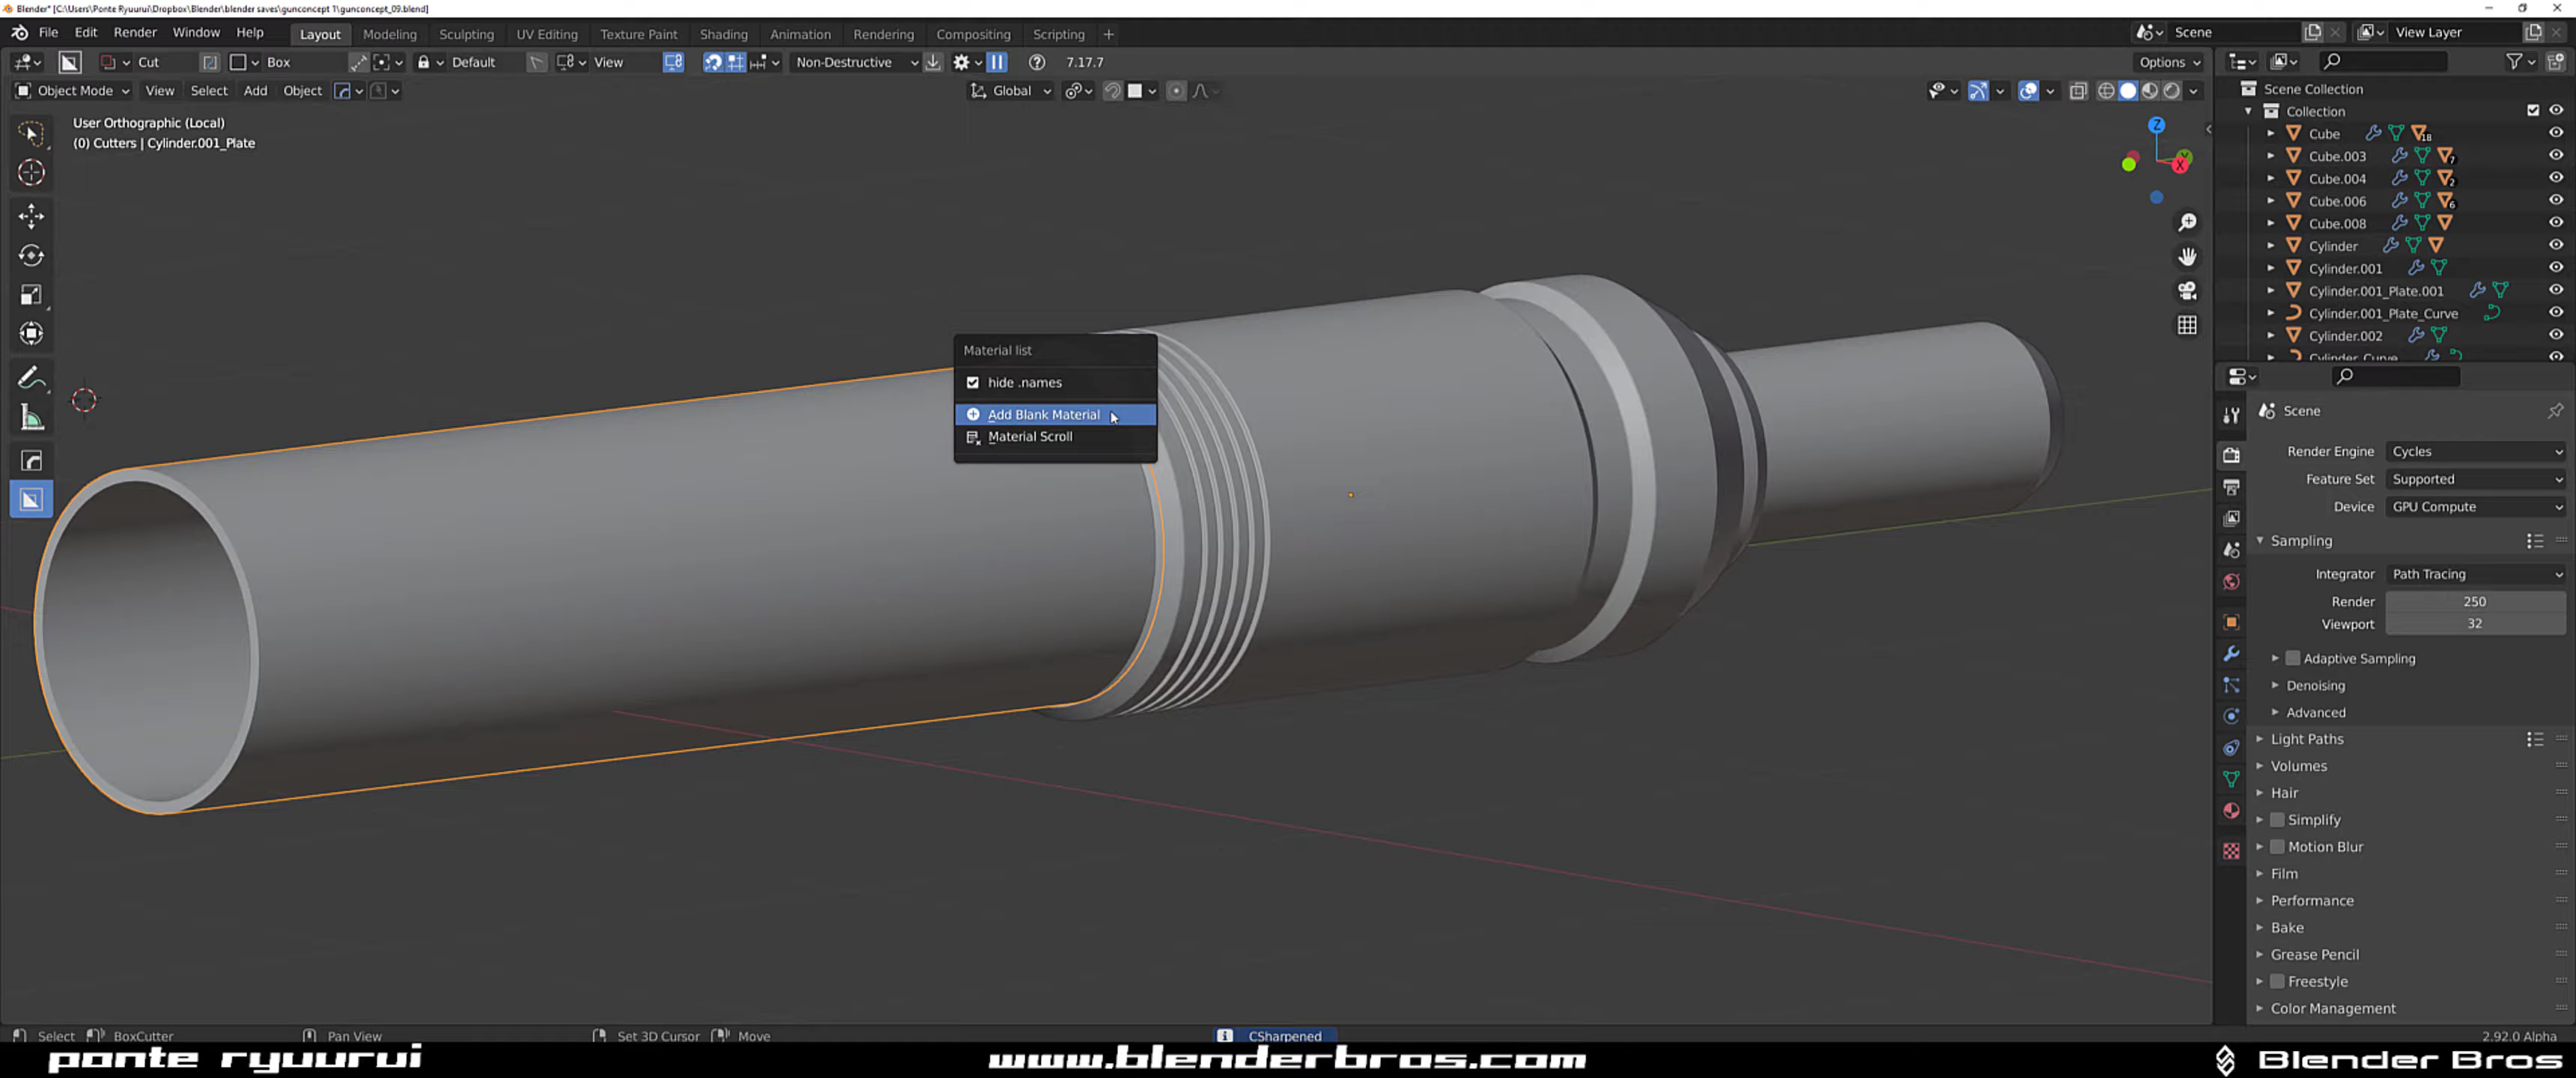 Blender* [C:\Users\Ponte Ryuurui\Dropbox\Blender\blender saves\gunconcept 1\gunconcept_09.blend]
File Edit Render Window Help Layout Modeling Sculpting UV Editing Texture Paint Shading Animation Rendering Compositing Scripting + Scene View Layer
Cut Box Default View Non-Destructive 7.17.7 Options
Object Mode View Select Add Object Global
User Orthographic (Local)
(0) Cutters | Cylinder.001_Plate
Z
Y
X
Material list
hide .names
Add Blank Material
Material Scroll
Scene Collection
Collection
Cube 18
Cube.003 7
Cube.004 2
Cube.006 6
Cube.008
Cylinder
Cylinder.001
Cylinder.001_Plate.001
Cylinder.001_Plate_Curve
Cylinder.002
Cylinder_Curve
Scene
Render Engine Cycles
Feature Set Supported
Device GPU Compute
Sampling
Integrator Path Tracing
Render 250
Viewport 32
Adaptive Sampling
Denoising
Advanced
Light Paths
Volumes
Hair
Simplify
Motion Blur
Film
Performance
Bake
Grease Pencil
Freestyle
Color Management
Select BoxCutter Pan View Set 3D Cursor Move CSharpened 2.92.0 Alpha
ponte ryuurui www.blenderbros.com Blender Bros